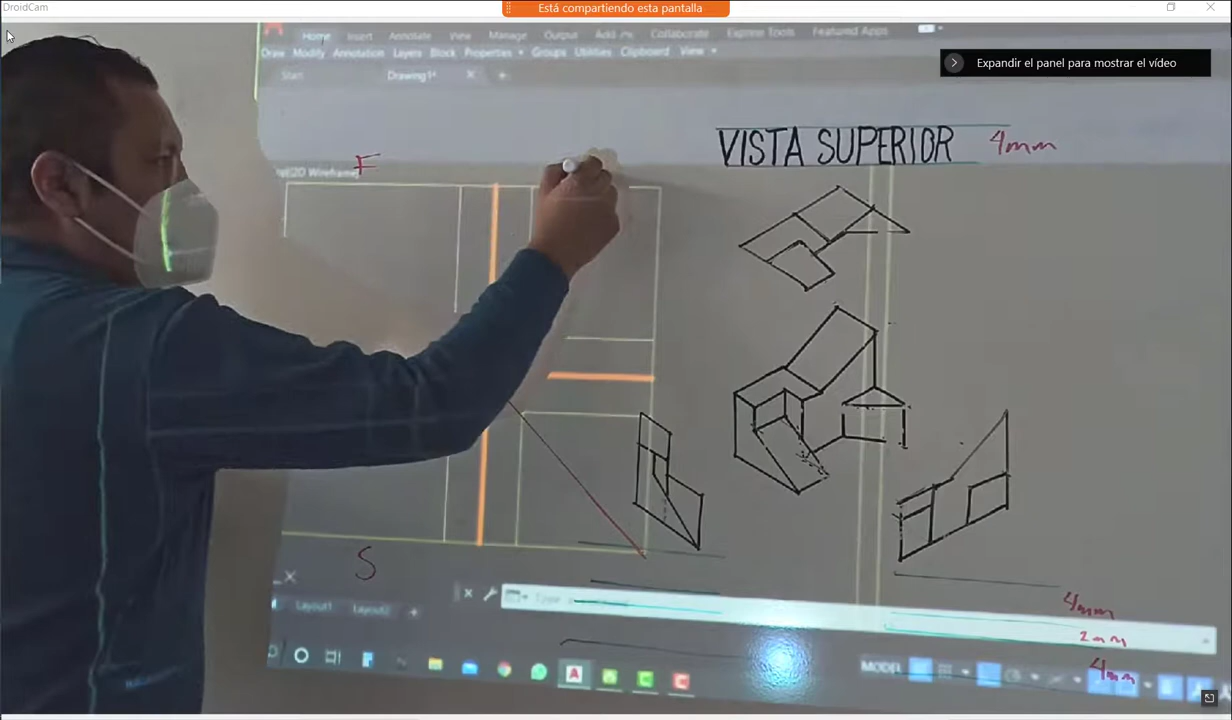 DroidCam
Está compartiendo esta pantalla
Expandir el panel para mostrar el vídeo
Home Insert Annotate View Manage Output Collaborate Express Tools Featured Apps
Draw Modify Annotation Layers Block Properties Groups Utilities Clipboard View
Start Drawing1*
2D Wireframe
F
VISTA SUPERIOR 4mm
S
4mm
2mm
4mm
Layout1 Layout2
MODEL